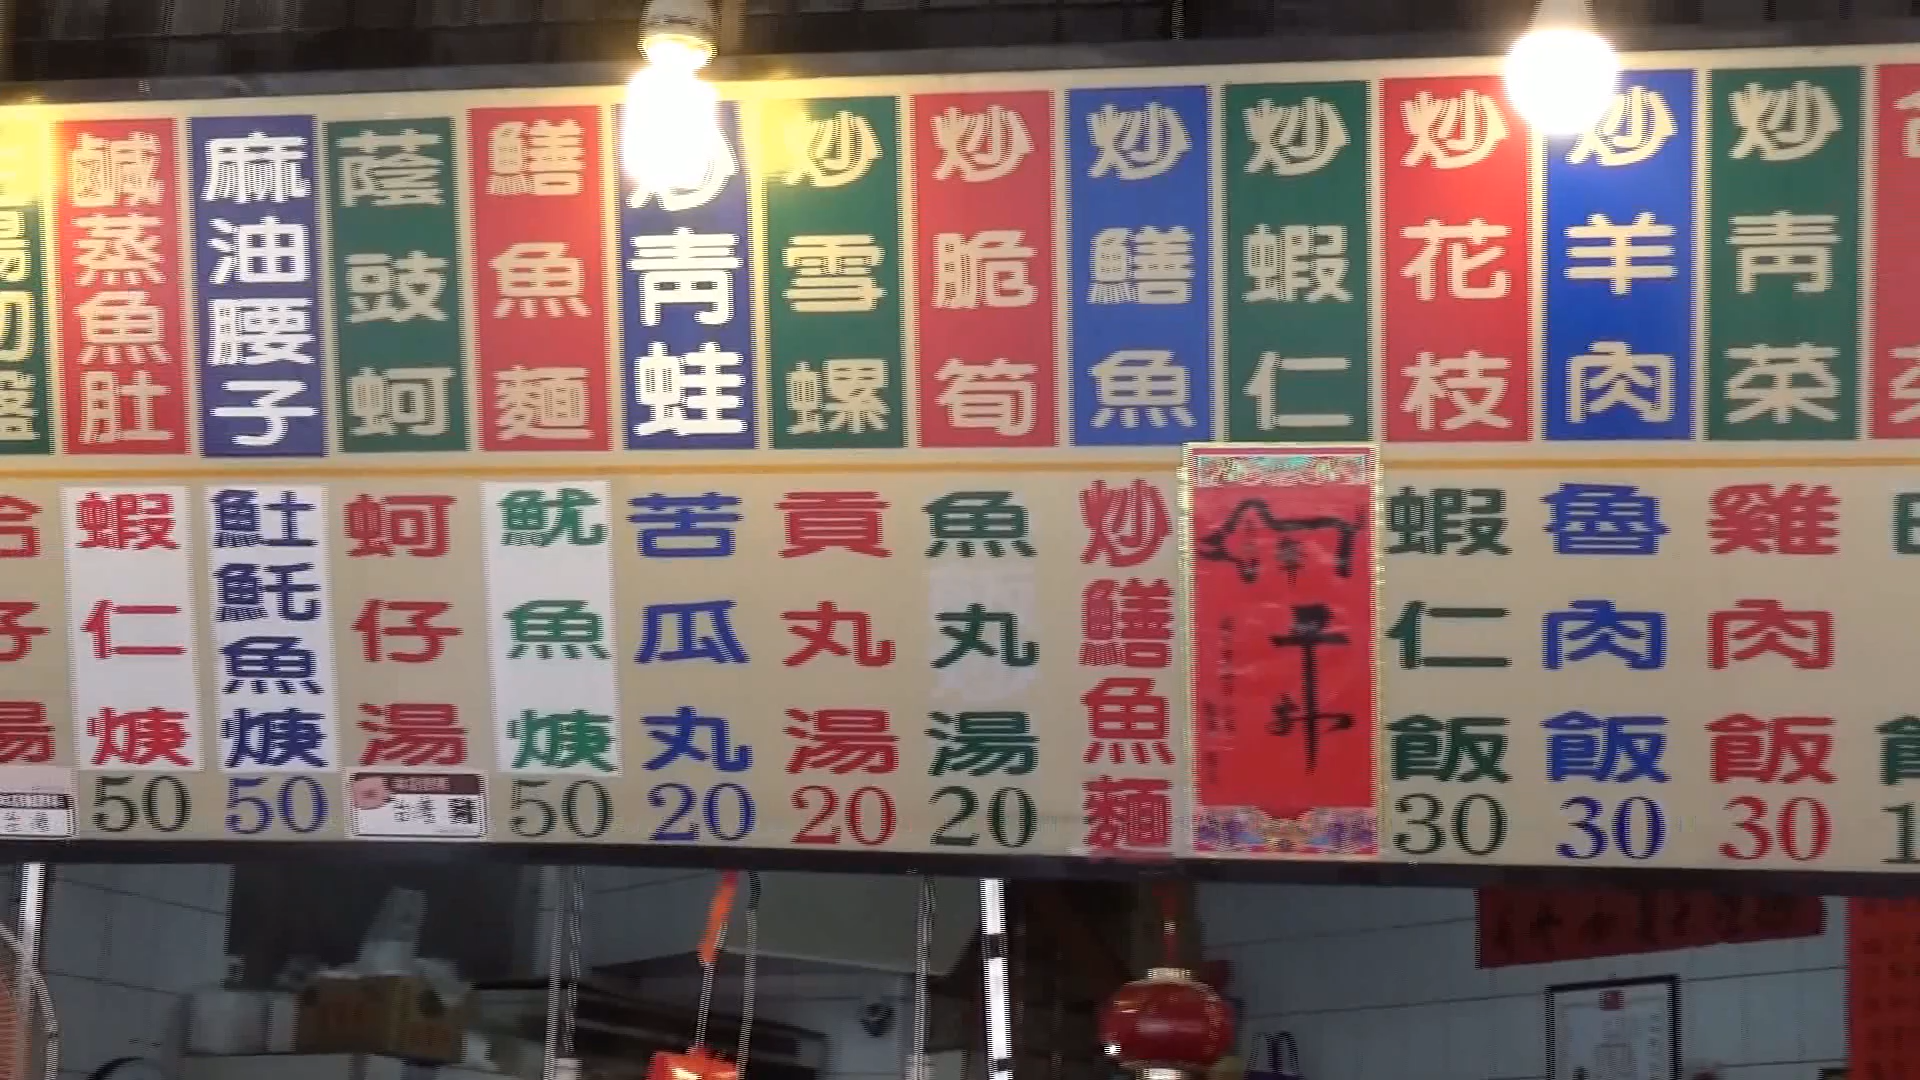 鹹蒸魚肚
麻油腰子
蔭豉蚵
鱔魚麵
炒青蛙
炒雪螺
炒脆筍
炒鱔魚
炒蝦仁
炒花枝
炒羊肉
炒青菜
蝦仁焿
50
魠魚焿
50
蚵仔湯
魷魚焿
50
苦瓜丸
20
貢丸湯
20
魚丸湯
20
炒鱔魚麵
蝦仁飯
30
魯肉飯
30
雞肉飯
30